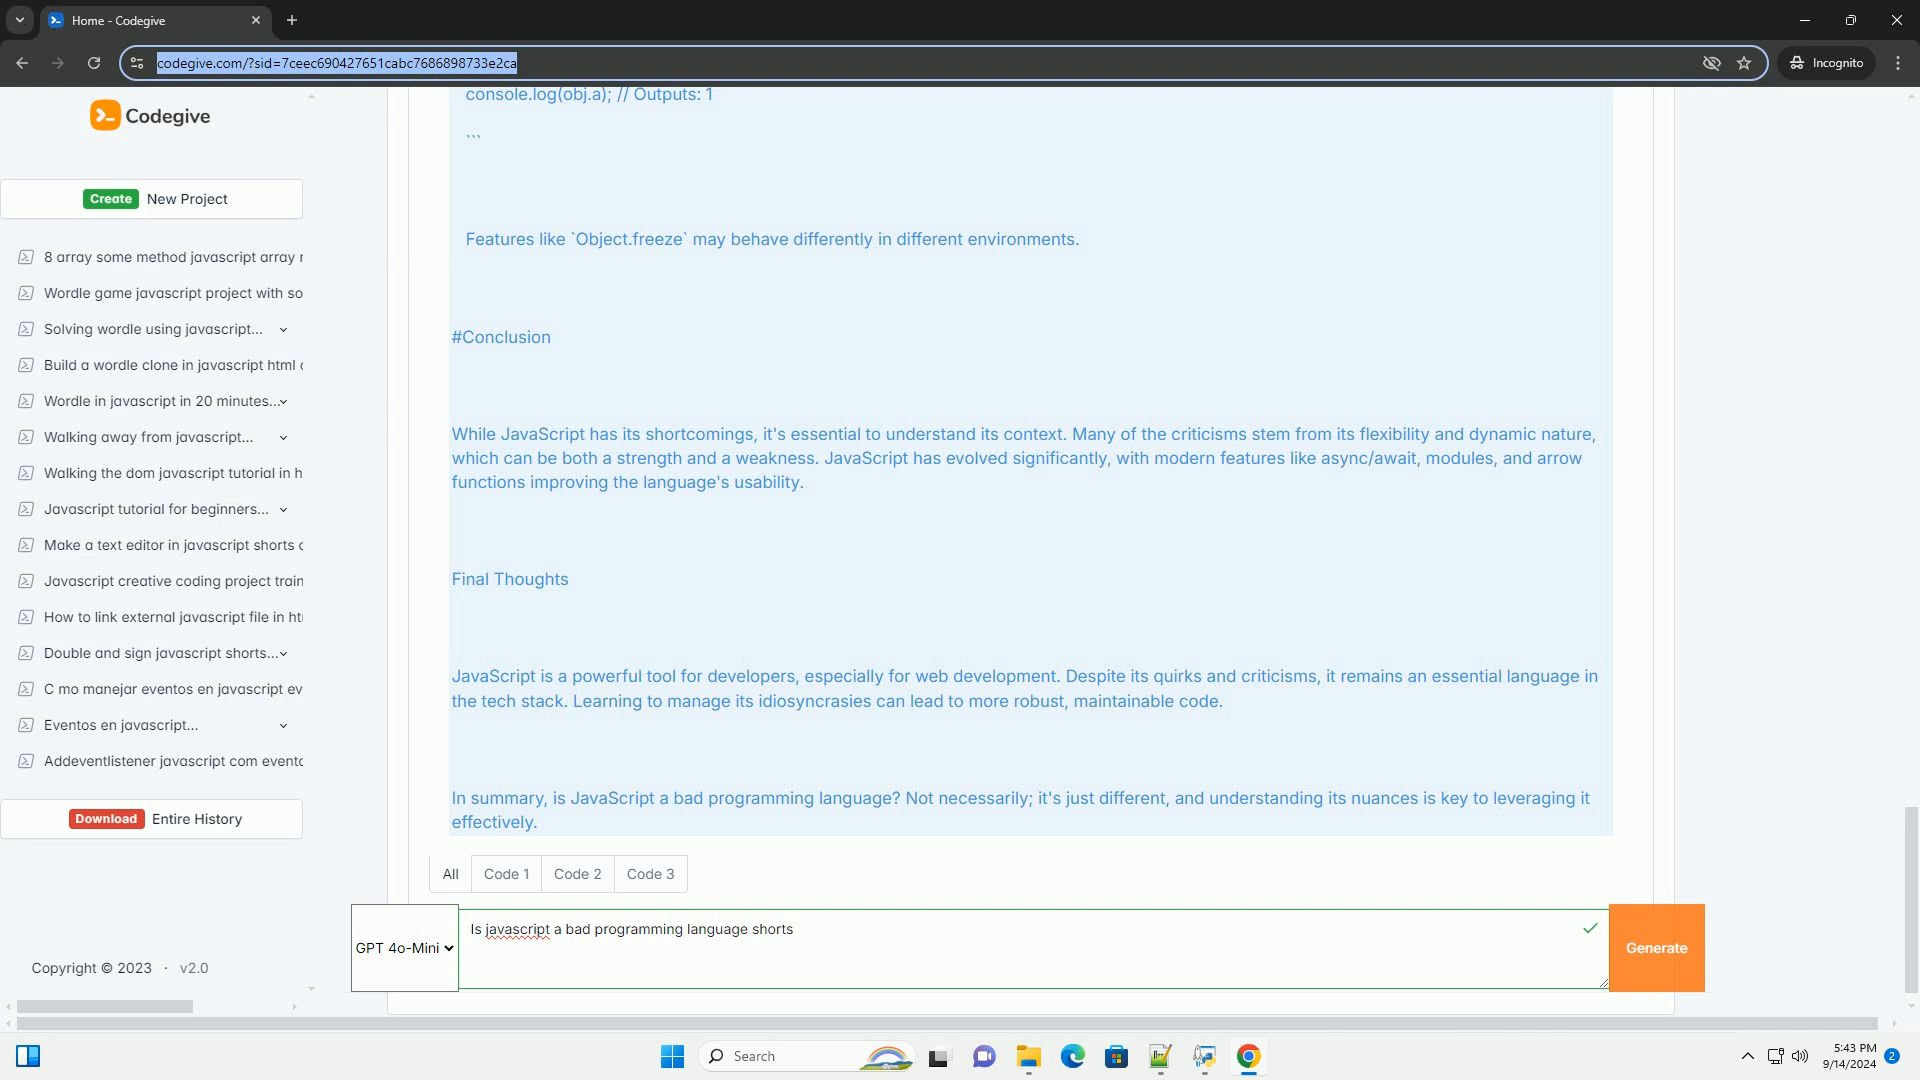 Home - Codegive
codegive.com/?sid=7ceec690427651cabc7686898733e2ca
Incognito
Codegive
Create New Project
8 array some method javascript array
Wordle game javascript project with so
Solving wordle using javascript...
Build a wordle clone in javascript html
Wordle in javascript in 20 minutes...
Walking away from javascript...
Walking the dom javascript tutorial in h
Javascript tutorial for beginners...
Make a text editor in javascript shorts
Javascript creative coding project train
How to link external javascript file in
Double and sign javascript shorts...
C mo manejar eventos en javascript ev
Eventos en javascript...
Addeventlistener javascript com evento
Download Entire History
Copyright © 2023 · v2.0
console.log(obj.a); // Outputs: 1
```
Features like `Object.freeze` may behave differently in different environments.
#Conclusion
While JavaScript has its shortcomings, it's essential to understand its context. Many of the criticisms stem from its flexibility and dynamic nature,
which can be both a strength and a weakness. JavaScript has evolved significantly, with modern features like async/await, modules, and arrow
functions improving the language's usability.
Final Thoughts
JavaScript is a powerful tool for developers, especially for web development. Despite its quirks and criticisms, it remains an essential language in
the tech stack. Learning to manage its idiosyncrasies can lead to more robust, maintainable code.
In summary, is JavaScript a bad programming language? Not necessarily; it's just different, and understanding its nuances is key to leveraging it
effectively.
All Code 1 Code 2 Code 3
GPT 4o-Mini
Is javascript a bad programming language shorts
Generate
Search
5:43 PM
9/14/2024
2